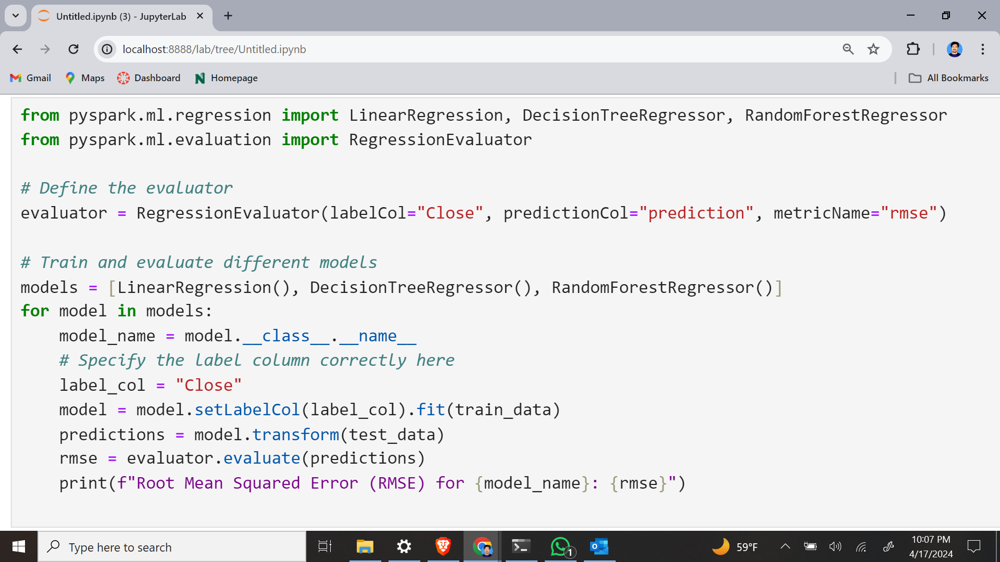 Untitled.ipynb (3) - JupyterLab
localhost:8888/lab/tree/Untitled.ipynb
Gmail Maps Dashboard Homepage All Bookmarks
from pyspark.ml.regression import LinearRegression, DecisionTreeRegressor, RandomForestRegressor
from pyspark.ml.evaluation import RegressionEvaluator
# Define the evaluator
evaluator = RegressionEvaluator(labelCol="Close", predictionCol="prediction", metricName="rmse")
# Train and evaluate different models
models = [LinearRegression(), DecisionTreeRegressor(), RandomForestRegressor()]
for model in models:
    model_name = model.__class__.__name__
    # Specify the label column correctly here
    label_col = "Close"
    model = model.setLabelCol(label_col).fit(train_data)
    predictions = model.transform(test_data)
    rmse = evaluator.evaluate(predictions)
    print(f"Root Mean Squared Error (RMSE) for {model_name}: {rmse}")
Type here to search
1
59°F
10:07 PM
4/17/2024